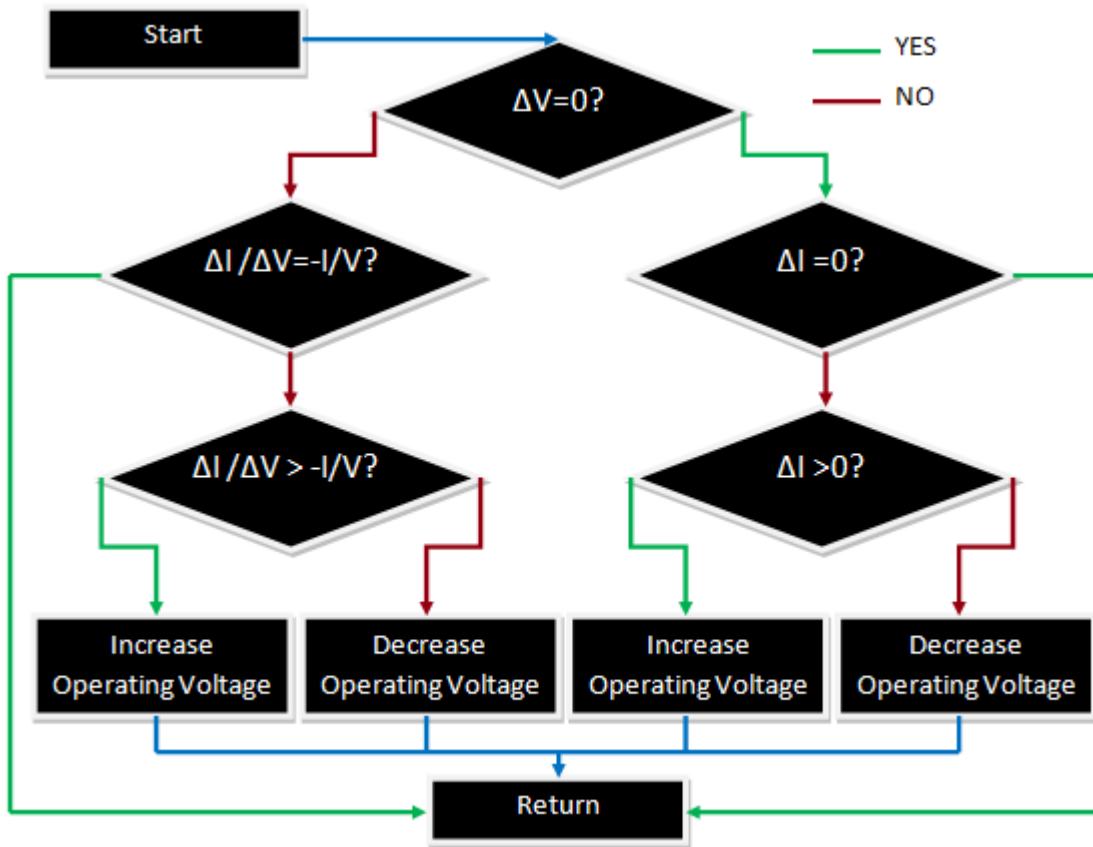 Start
YES
NO
ΔV=0?
ΔI /ΔV=-I/V?
ΔI =0?
ΔI /ΔV > -I/V?
ΔI >0?
Increase
Operating Voltage
Decrease
Operating Voltage
Increase
Operating Voltage
Decrease
Operating Voltage
Return